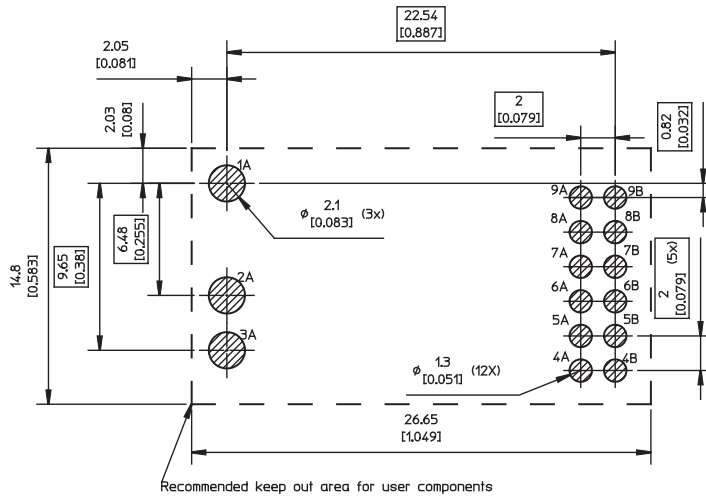 22.54
[0.887]
2.05
[0.081]
2
[0.079]
0.82
[0.032]
2.03
[0.08]
1A
9A
9B
⌀ 2.1 (3x)
[0.083]
8A
8B
14.8
[0.583]
9.65
[0.38]
6.48
[0.255]
7A
7B
2 (5x)
[0.079]
2A
6A
6B
3A
5A
5B
⌀ 1.3 (12X)
[0.051]
4A
4B
26.65
[1.049]
Recommended keep out area for user components